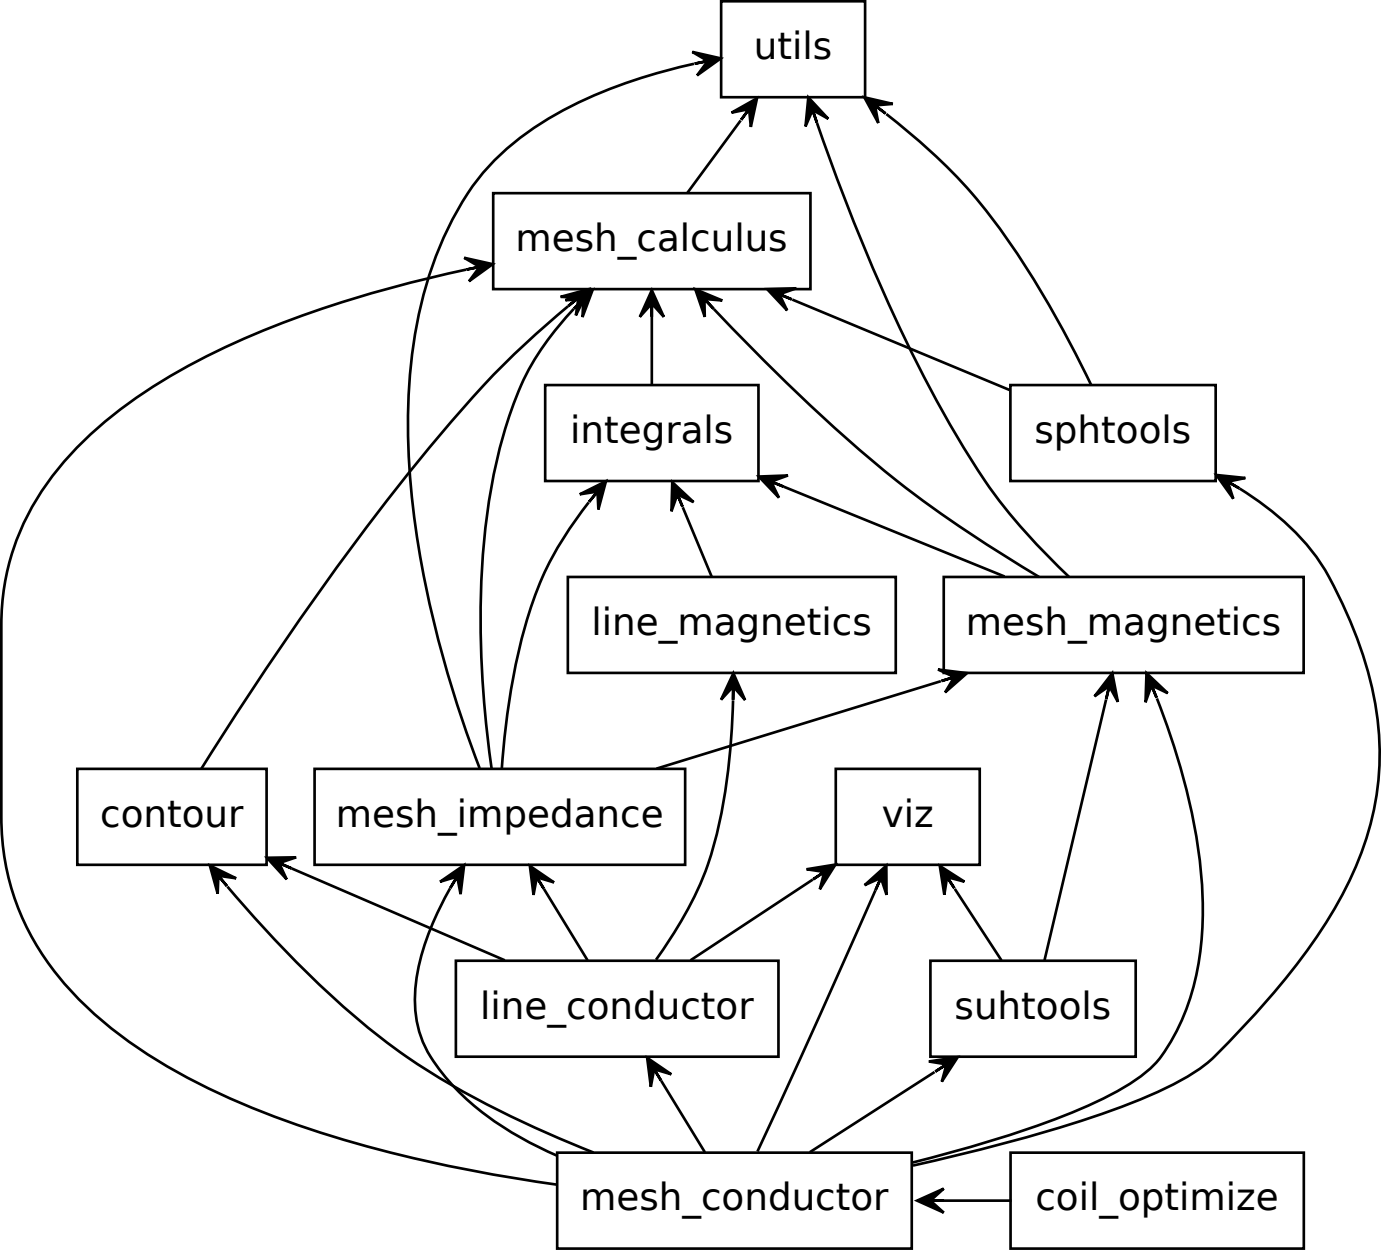 utils
mesh_calculus
integrals
sphtools
line_magnetics
mesh_magnetics
contour
mesh_impedance
viz
line_conductor
suhtools
mesh_conductor
coil_optimize